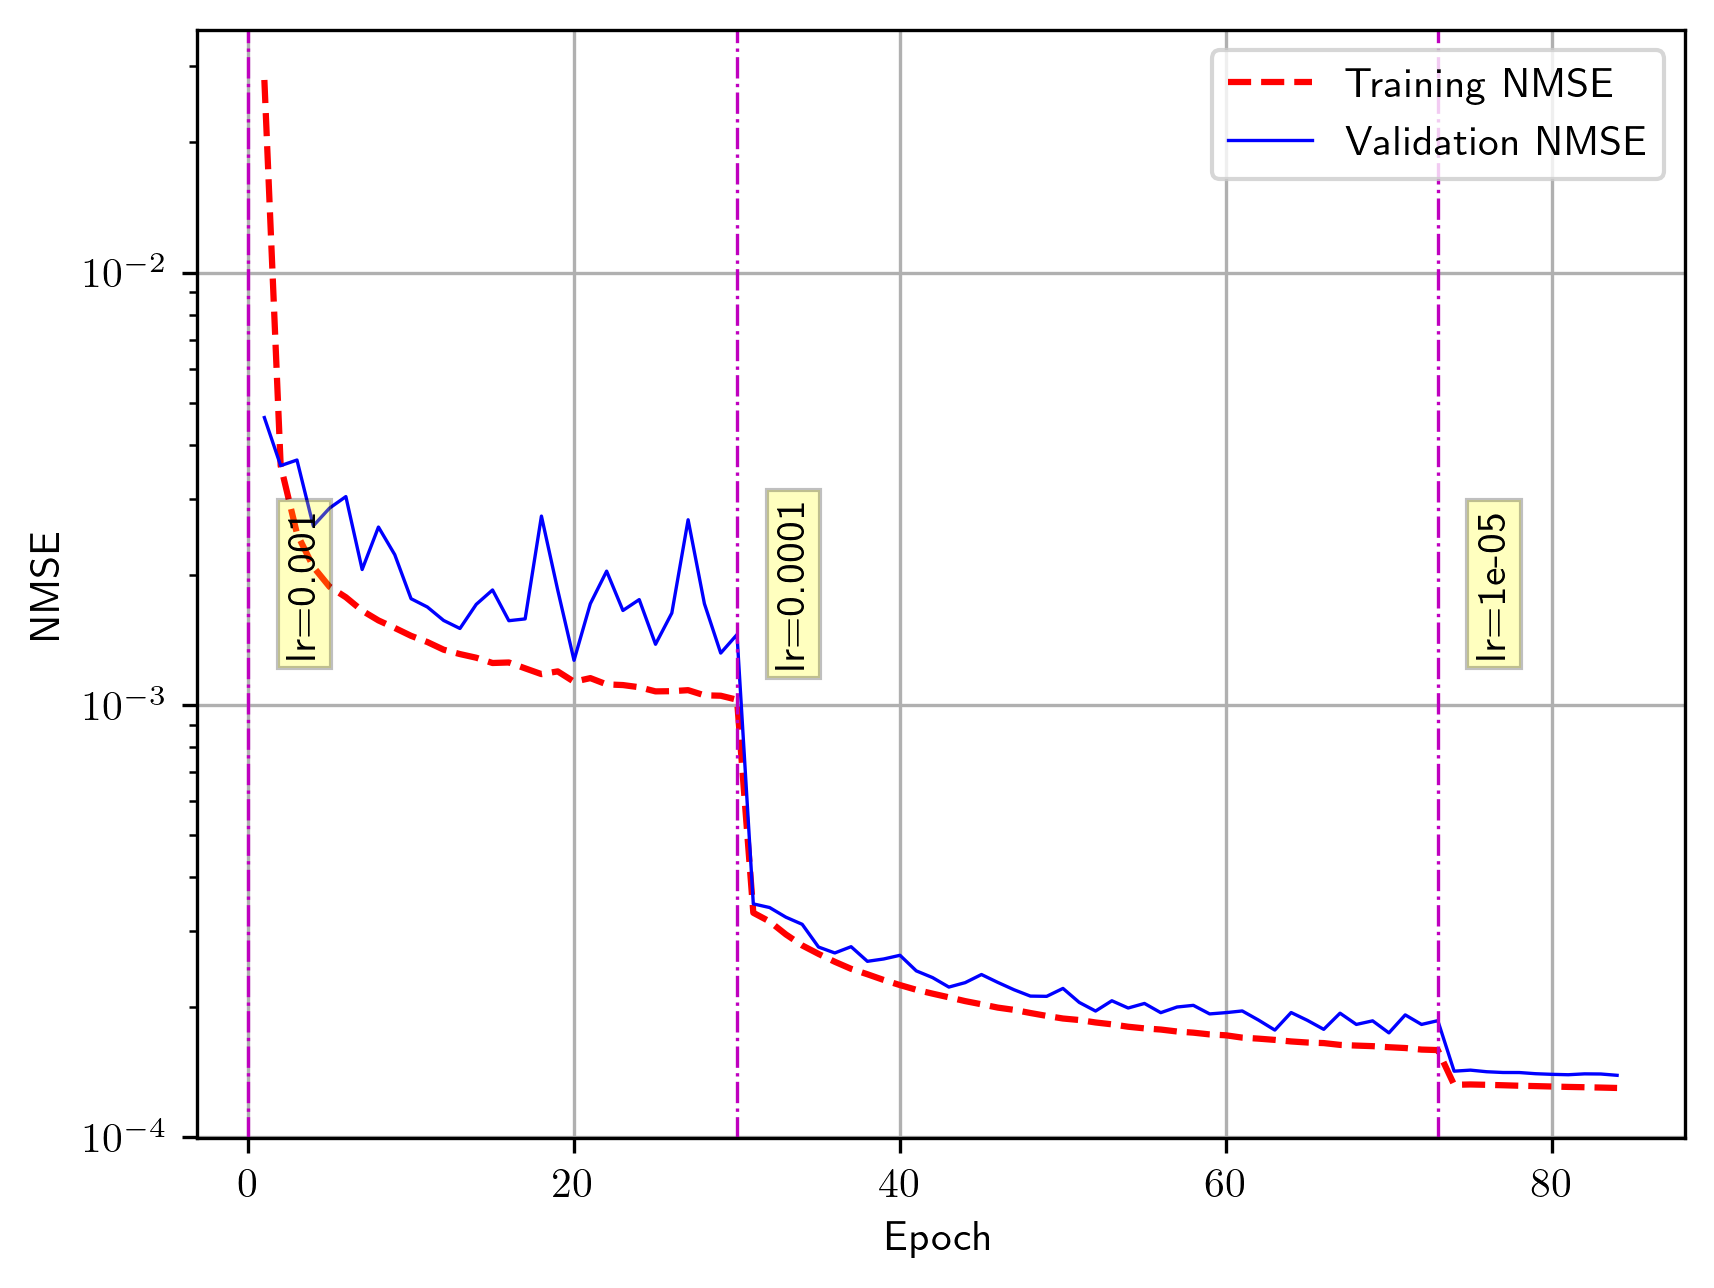 Training NMSE
Validation NMSE
10⁻²
10⁻³
10⁻⁴
NMSE
lr=0.001
lr=0.0001
lr=1e-05
0 20 40 60 80
Epoch